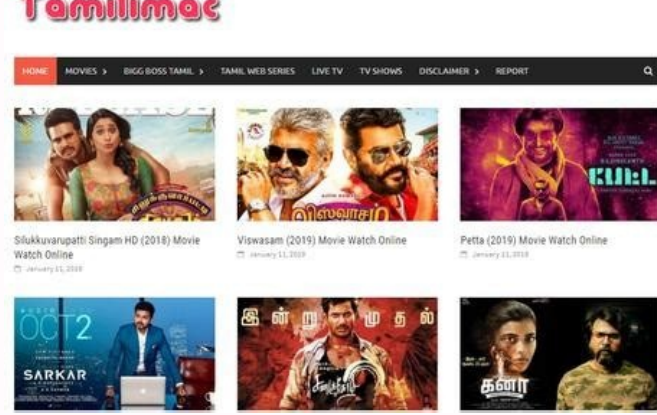 Tamilimac
HOME MOVIES > BIGG BOSS TAMIL > TAMIL WEB SERIES LIVE TV TV SHOWS DISCLAIMER > REPORT
விஸ்வாசம்
பேட்ட
Silukkuvarupatti Singam HD (2018) Movie
Watch Online
January 11, 2019
Viswasam (2019) Movie Watch Online
January 11, 2019
Petta (2019) Movie Watch Online
January 11, 2019
OCT 2
SARKAR
இன்று முதல்
கனா